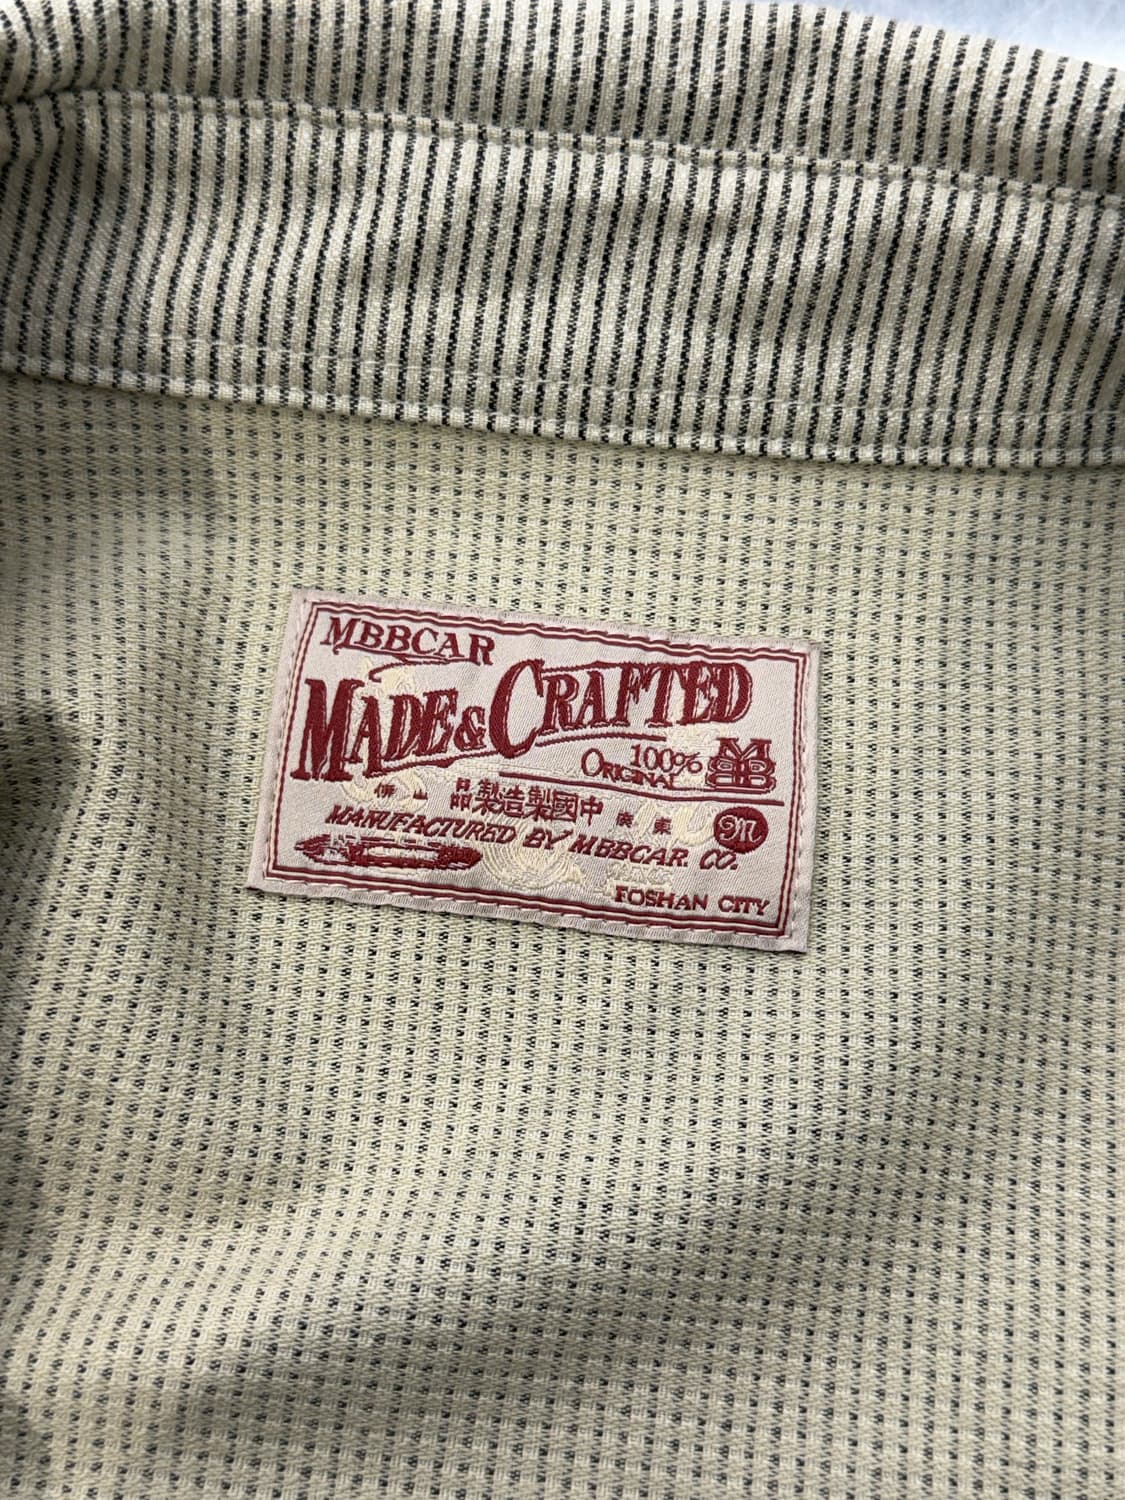 MBBCAR
MADE & CRAFTED
100%
ORIGINAL
廣東 中國製造製品 佛山
MANUFACTURED BY MBBCAR CO.
FOSHAN CITY